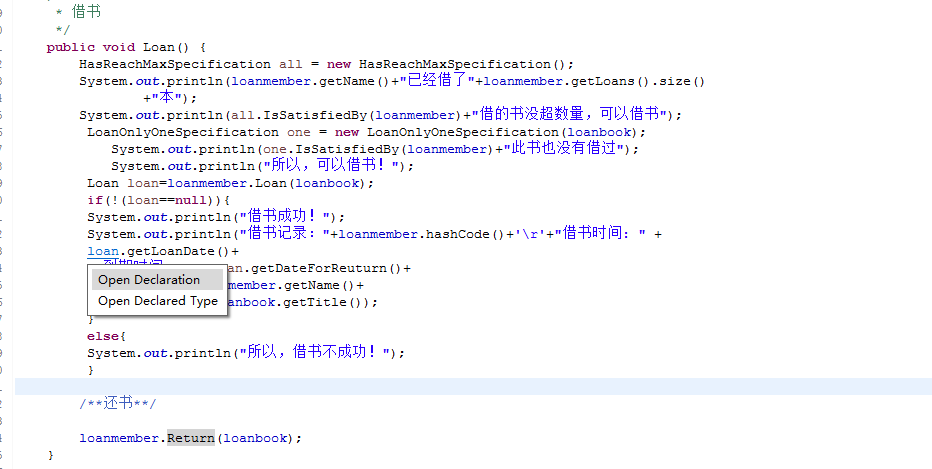 * 借书
*/
public void Loan() {
HasReachMaxSpecification all = new HasReachMaxSpecification();
System.out.println(loanmember.getName()+"已经借了"+loanmember.getLoans().size()
+"本");
System.out.println(all.IsSatisfiedBy(loanmember)+"借的书没超数量，可以借书");
LoanOnlyOneSpecification one = new LoanOnlyOneSpecification(loanbook);
System.out.println(one.IsSatisfiedBy(loanmember)+"此书也没有借过");
System.out.println("所以，可以借书！");
Loan loan=loanmember.Loan(loanbook);
if(!(loan==null)){
System.out.println("借书成功！");
System.out.println("借书记录："+loanmember.hashCode()+'\r'+"借书时间：" +
loan.getLoanDate()+
an.getDateForReuturn()+
Open Declaration
member.getName()+
Open Declared Type
anbook.getTitle());
}
else{
System.out.println("所以，借书不成功！");
}
/**还书**/
loanmember.Return(loanbook);
}